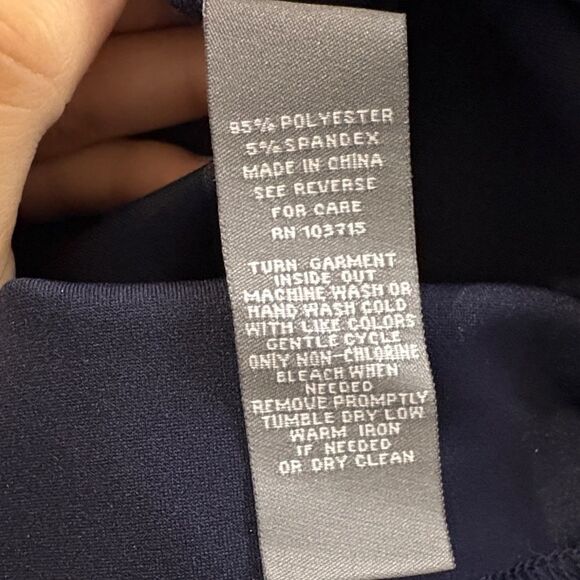 95% POLYESTER
5% SPANDEX
MADE IN CHINA
SEE REVERSE
FOR CARE
RN 103715
TURN GARMENT
INSIDE OUT
MACHINE WASH OR
HAND WASH COLD
WITH LIKE COLORS
GENTLE CYCLE
ONLY NON-CHLORINE
BLEACH WHEN
NEEDED
REMOVE PROMPTLY
TUMBLE DRY LOW
WARM IRON
IF NEEDED
OR DRY CLEAN